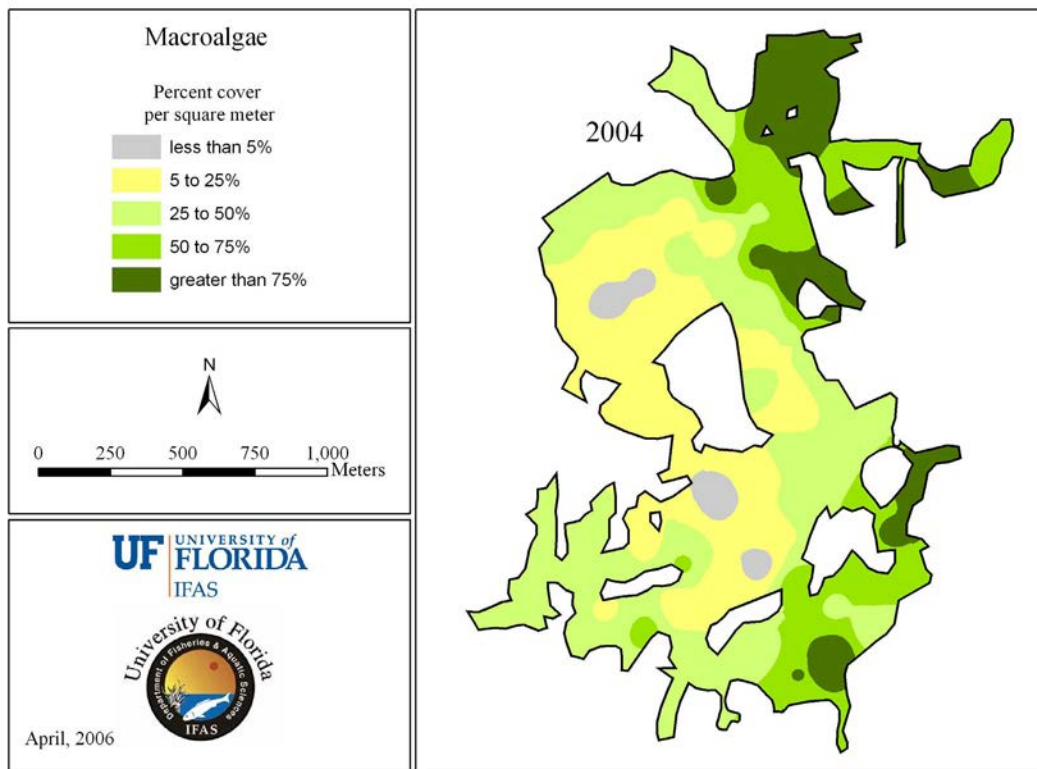 Macroalgae
Percent cover
per square meter
less than 5%
5 to 25%
25 to 50%
50 to 75%
greater than 75%
N
0 250 500 750 1,000
Meters
UF UNIVERSITY of
FLORIDA
IFAS
University of Florida
Department of Fisheries & Aquatic Sciences
IFAS
April, 2006
2004